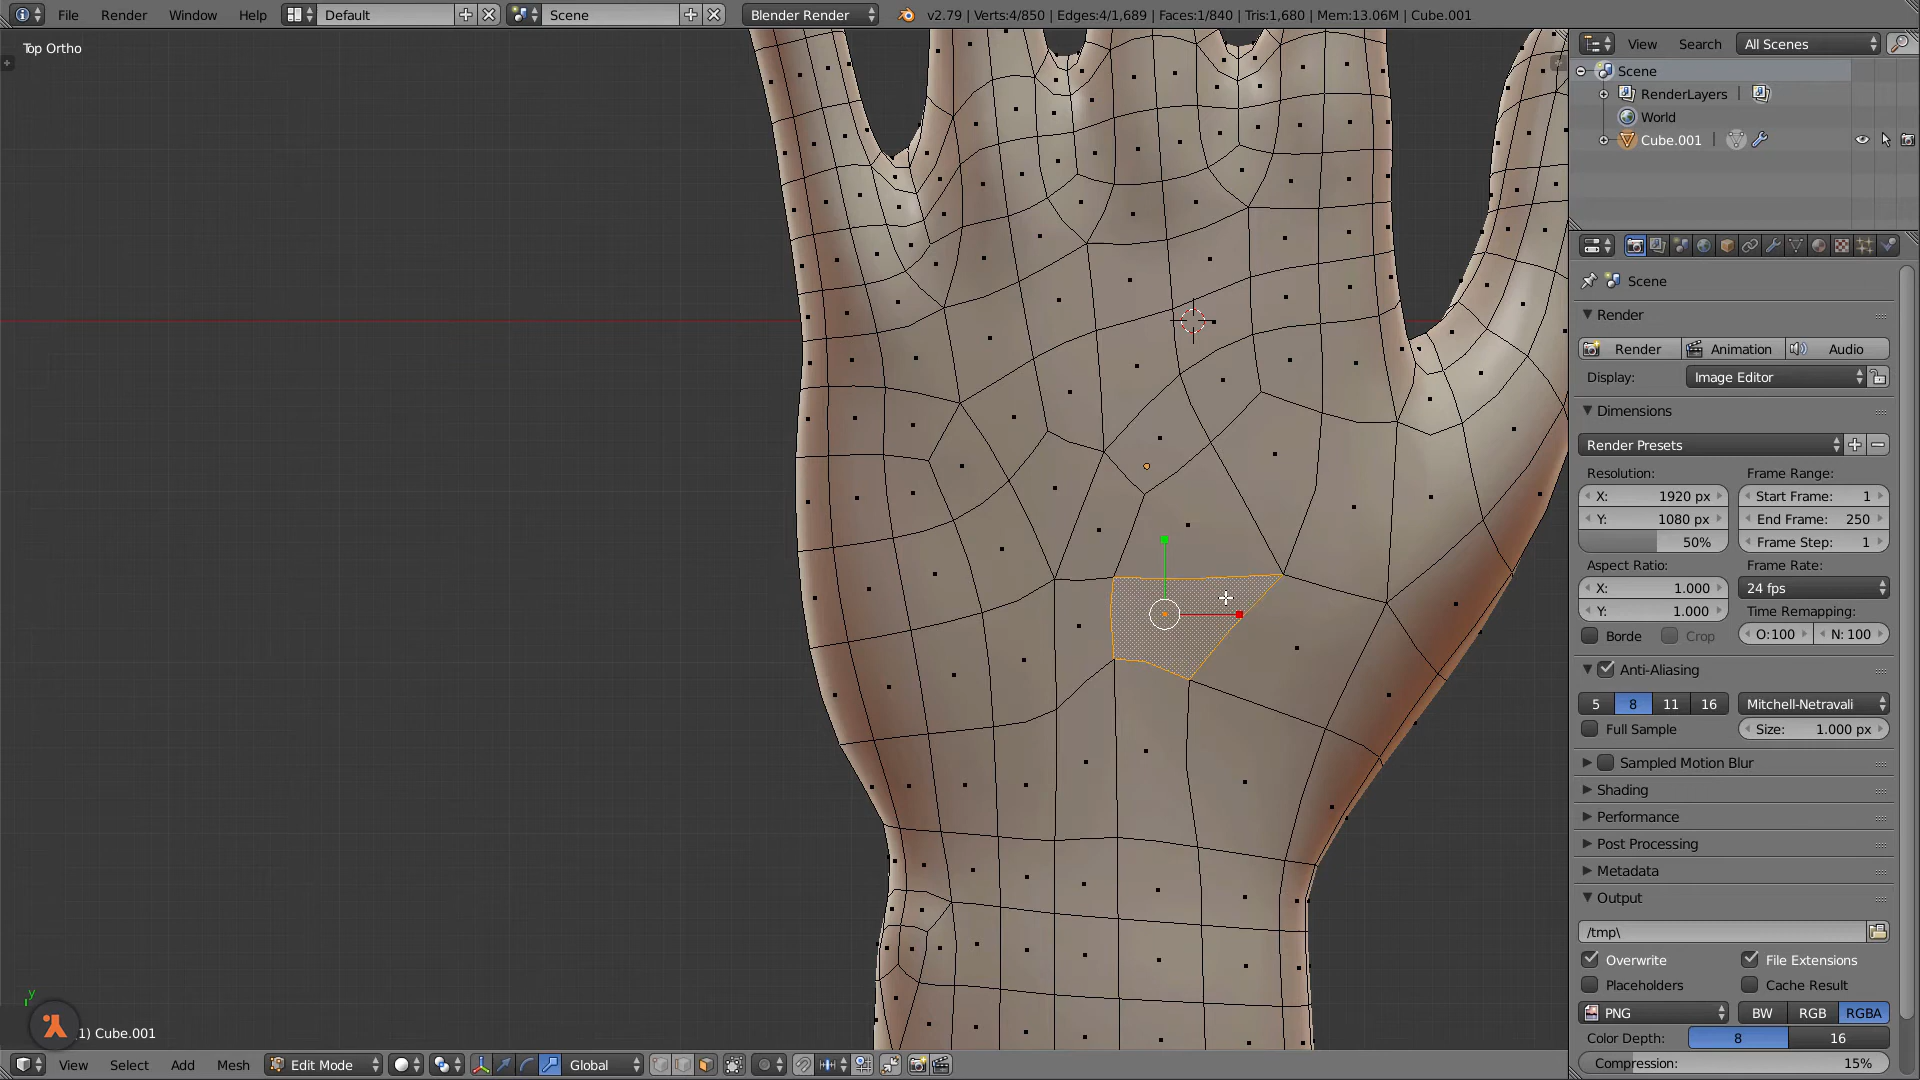 File Render Window Help Default Scene Blender Render v2.79 | Verts:4/850 | Edges:4/1,689 | Faces:1/840 | Tris:1,680 | Mem:13.06M | Cube.001
Top Ortho
View Search All Scenes
Scene
RenderLayers
World
Cube.001
Scene
Render
Render Animation Audio
Display: Image Editor
Dimensions
Render Presets
Resolution: Frame Range:
X: 1920 px Start Frame: 1
Y: 1080 px End Frame: 250
50% Frame Step: 1
Aspect Ratio: Frame Rate:
X: 1.000 24 fps
Y: 1.000 Time Remapping:
Borde Crop O:100 N: 100
Anti-Aliasing
5 8 11 16 Mitchell-Netravali
Full Sample Size: 1.000 px
Sampled Motion Blur
Shading
Performance
Post Processing
Metadata
Output
/tmp\
Overwrite File Extensions
Placeholders Cache Result
PNG BW RGB RGBA
Color Depth: 8 16
Compression: 15%
y
1) Cube.001
View Select Add Mesh Edit Mode Global